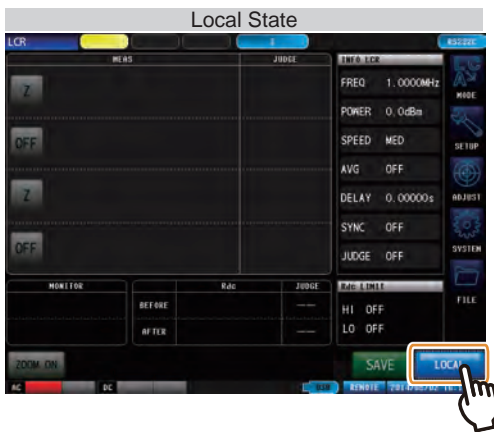 Local State
LCR
RS232C
MEAS JUDGE
INFO LCR
Z
FREQ 1.0000MHz
MODE
POWER 0.0dBm
OFF
SPEED MED
SETUP
AVG OFF
Z
DELAY 0.00000s
ADJUST
SYNC OFF
OFF
JUDGE OFF
SYSTEM
MONITOR Rdc JUDGE
Rdc LIMIT
BEFORE ----
HI OFF
FILE
AFTER ----
LO OFF
ZOOM ON
SAVE
AC DC
REMOTE